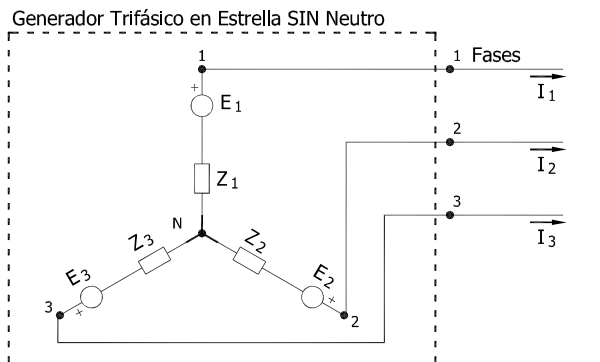 Generador Trifásico en Estrella SIN Neutro
1
1 Fases
+
E1
I1
2
Z1
I2
3
N
Z3
Z2
I3
E3
E2
3
+
+
2